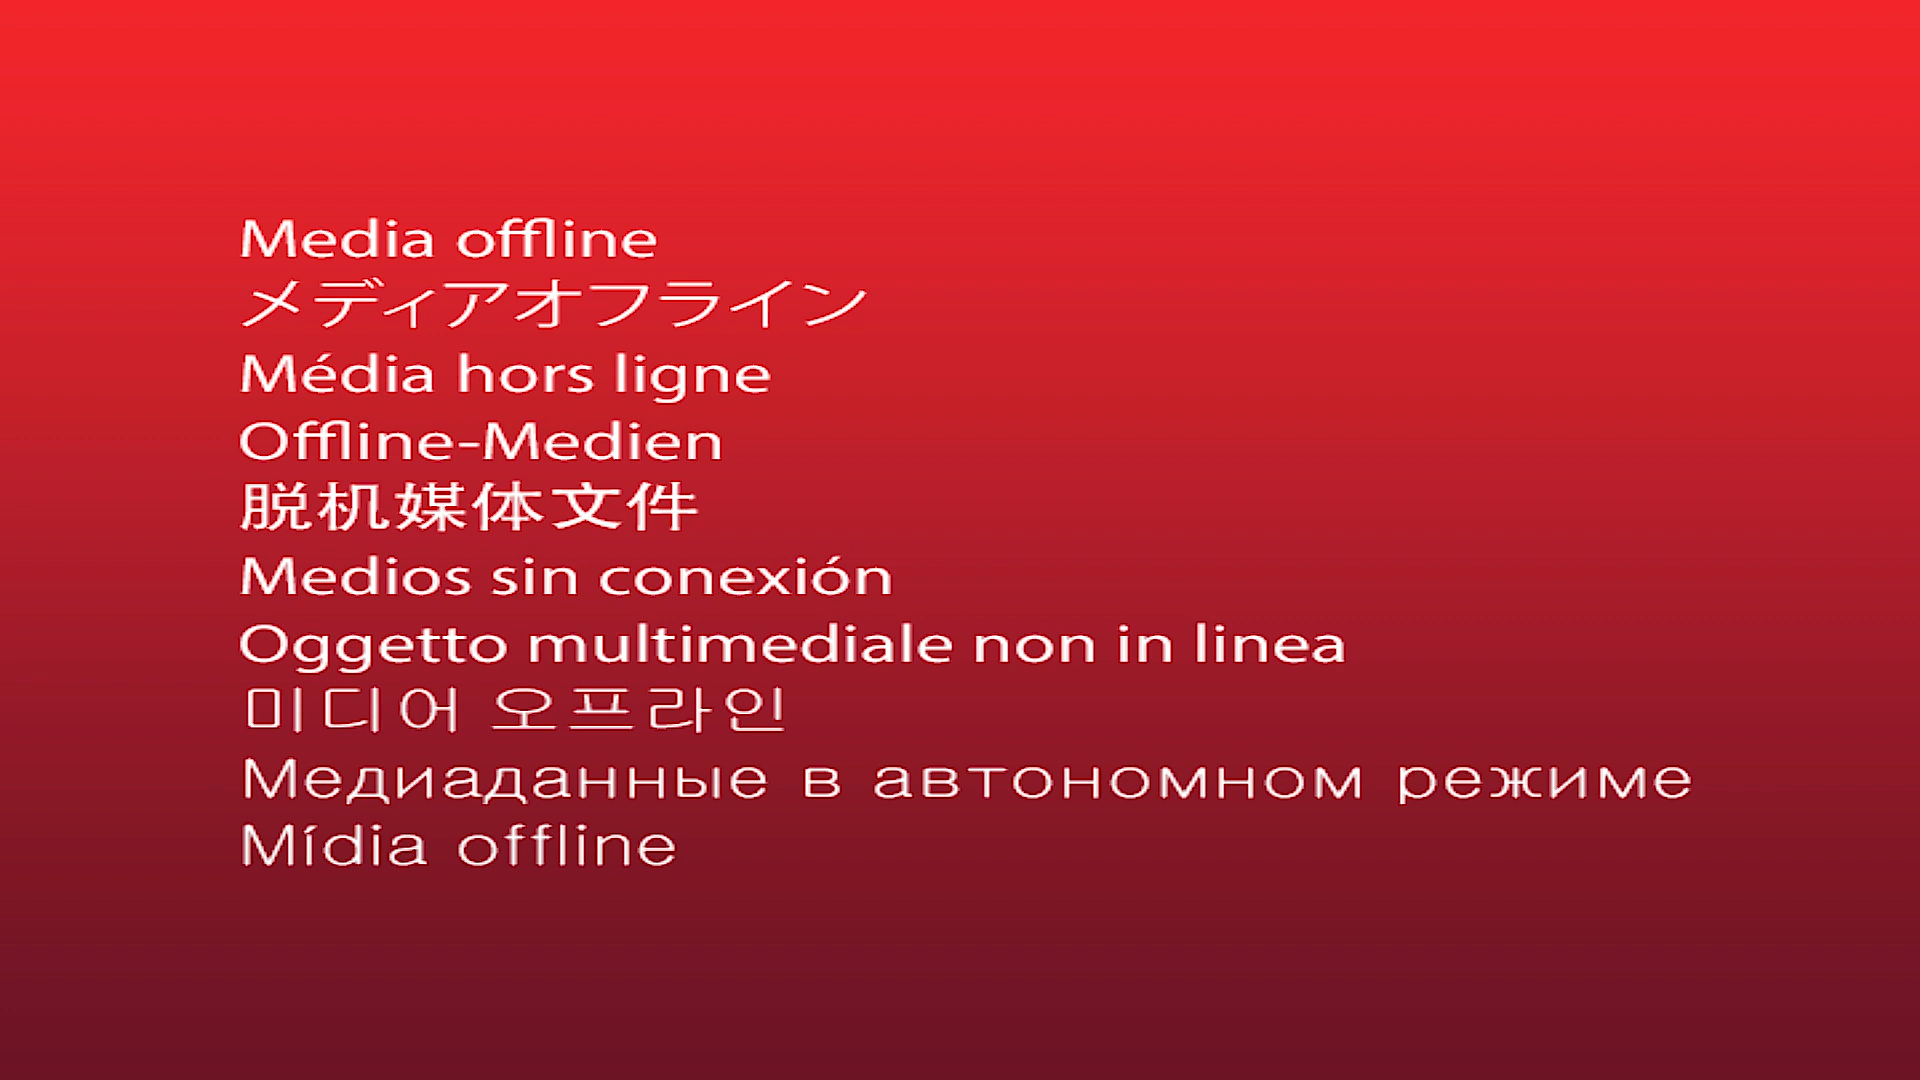 Media offline
メディアオフライン
Média hors ligne
Offline-Medien
脱机媒体文件
Medios sin conexión
Oggetto multimediale non in linea
미디어 오프라인
Медиаданные в автономном режиме
Mídia offline